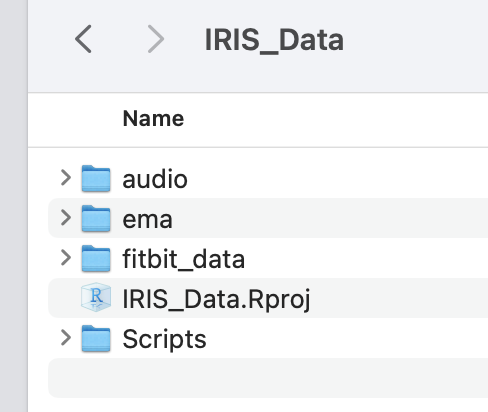 IRIS_Data
Name
audio
ema
fitbit_data
R
IRIS_Data.Rproj
Scripts